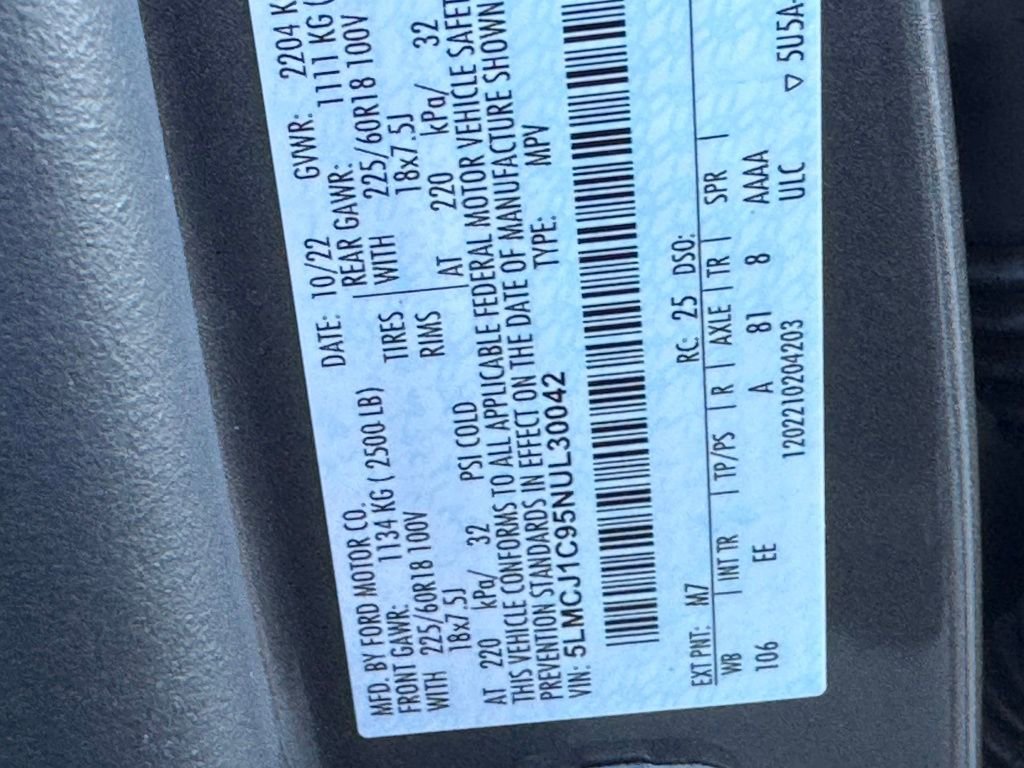 MFD. BY FORD MOTOR CO.
DATE: 10/22 GVWR: 2204 K
FRONT GAWR: 1134 KG ( 2500 LB) REAR GAWR: 1111 KG (
WITH 225/60R18 100V TIRES WITH 225/60R18 100V
18x7.5J RIMS 18x7.5J
AT 220 kPa/ 32 PSI COLD AT 220 kPa/ 32
THIS VEHICLE CONFORMS TO ALL APPLICABLE FEDERAL MOTOR VEHICLE SAFET
PREVENTION STANDARDS IN EFFECT ON THE DATE OF MANUFACTURE SHOWN
VIN: 5LMCJ1C95NUL30042 TYPE: MPV
EXT PNT: M7 RC: 25 DSO:
WB | INT TR | TP/PS | R | AXLE | TR | SPR |
106 EE A 81 8 AAAA
1202210204203 ULC ▽ 5U5A-